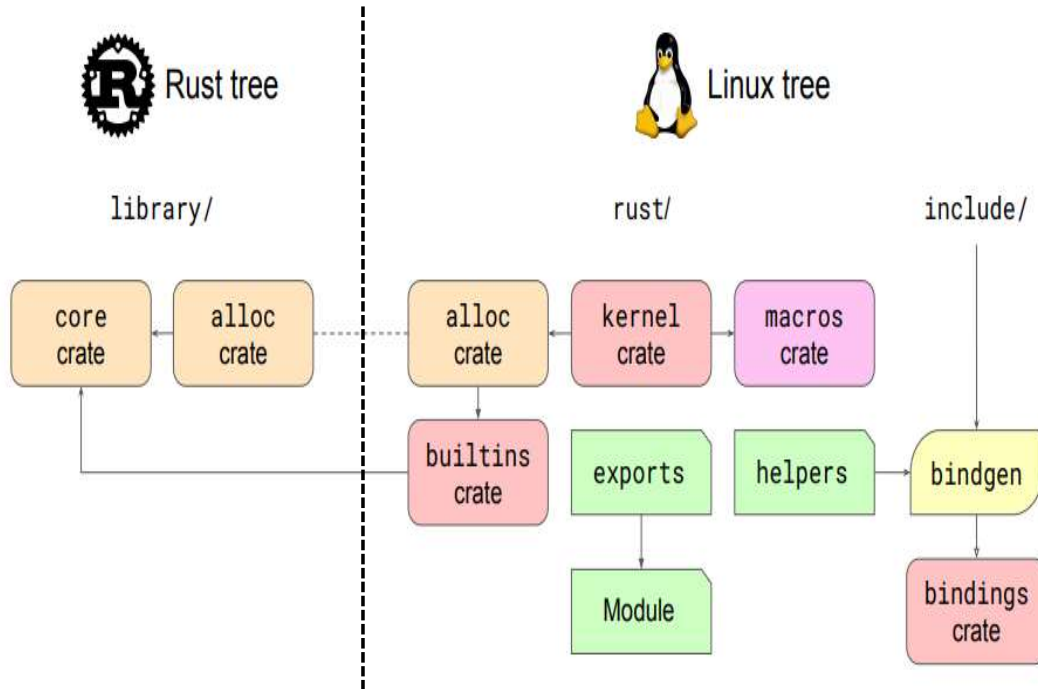 R Rust tree
Linux tree
library/
rust/
include/
core
crate
alloc
crate
alloc
crate
kernel
crate
macros
crate
builtins
crate
exports
helpers
bindgen
Module
bindings
crate